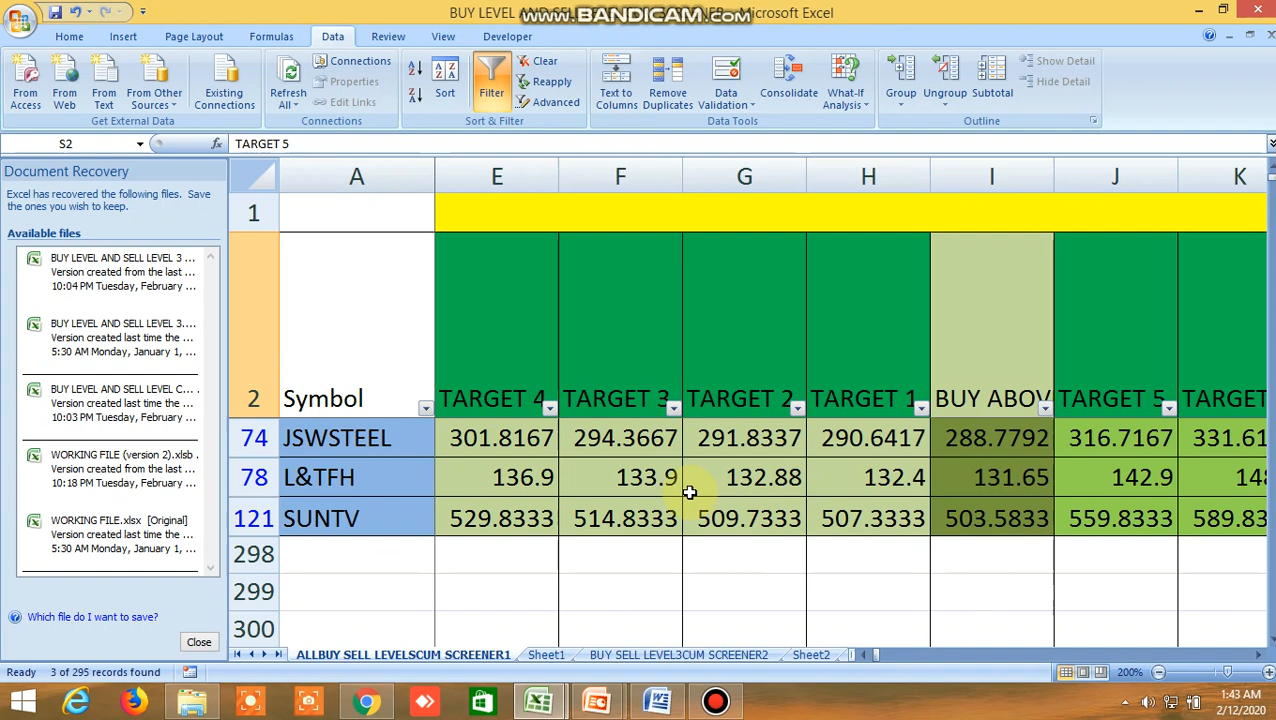 BUY LEVEL AND SELL LEVEL
- Microsoft Excel
www.BANDICAM.com
Home Insert Page Layout Formulas Data Review View Developer
From Access
From Web
From Text
From Other Sources
Existing Connections
Get External Data
Refresh All
Connections
Properties
Edit Links
Connections
Sort
Filter
Clear
Reapply
Advanced
Sort & Filter
Text to Columns
Remove Duplicates
Data Validation
Consolidate
What-If Analysis
Data Tools
Group
Ungroup
Subtotal
Show Detail
Hide Detail
Outline
S2 fx TARGET 5
Document Recovery
Excel has recovered the following files. Save
the ones you wish to keep.
Available files
BUY LEVEL AND SELL LEVEL 3 ...
Version created from the last ...
10:04 PM Tuesday, February ...
BUY LEVEL AND SELL LEVEL 3....
Version created last time the ...
5:30 AM Monday, January 1, ...
BUY LEVEL AND SELL LEVEL C...
Version created from the last ...
10:03 PM Tuesday, February ...
WORKING FILE (version 2).xlsb ...
Version created from the last ...
10:18 PM Tuesday, February ...
WORKING FILE.xlsx [Original]
Version created last time the ...
5:30 AM Monday, January 1, ...
Which file do I want to save?
Close
A E F G H I J K
1
2 Symbol TARGET 4 TARGET 3 TARGET 2 TARGET 1 BUY ABOV TARGET 5
74 JSWSTEEL 301.8167 294.3667 291.8337 290.6417 288.7792 316.7167 331.61
78 L&TFH 136.9 133.9 132.88 132.4 131.65 142.9 148
121 SUNTV 529.8333 514.8333 509.7333 507.3333 503.5833 559.8333 589.83
298
299
300
ALLBUY SELL LEVELSCUM SCREENER1 Sheet1 BUY SELL LEVEL3CUM SCREENER2 Sheet2
Ready 3 of 295 records found 200%
1:43 AM
2/12/2020